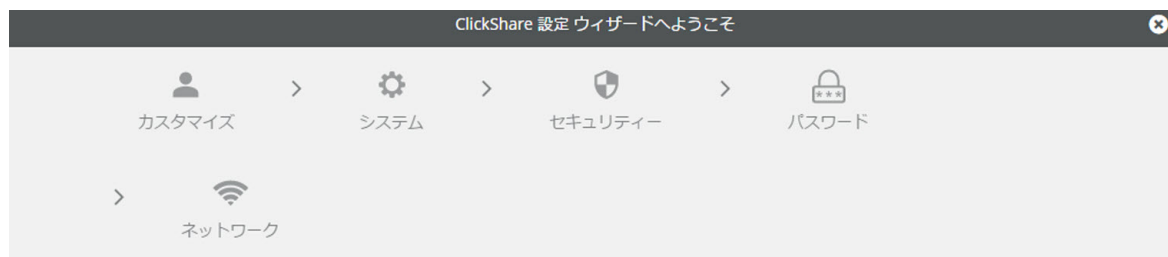 ClickShare 設定 ウィザードへようこそ
カスタマイズ
システム
セキュリティー
***
パスワード
ネットワーク